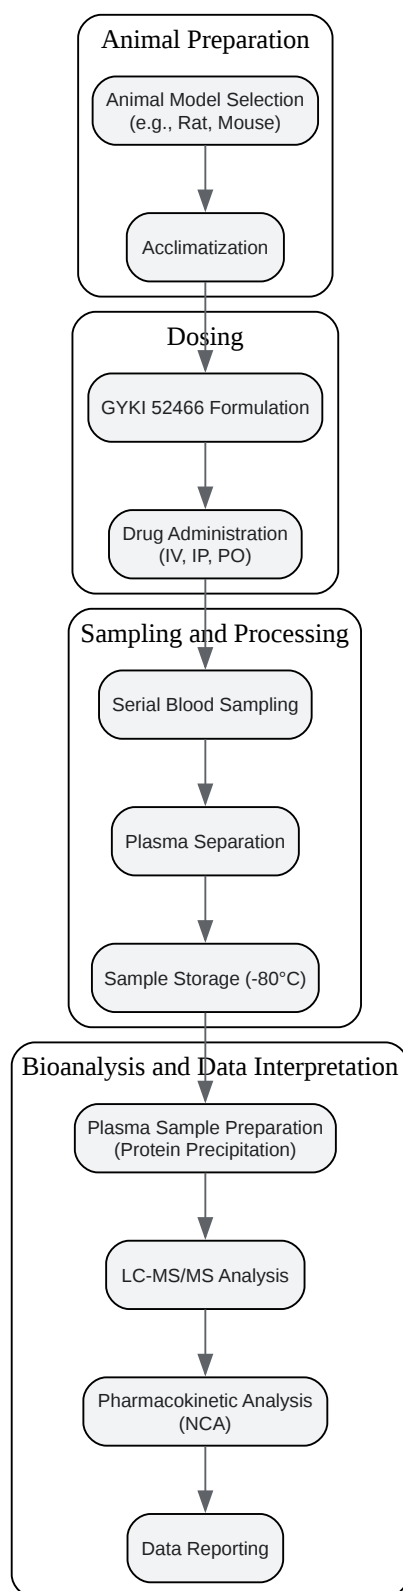 Animal Preparation
Animal Model Selection
(e.g., Rat, Mouse)
Acclimatization
Dosing
GYKI 52466 Formulation
Drug Administration
(IV, IP, PO)
Sampling and Processing
Serial Blood Sampling
Plasma Separation
Sample Storage (-80°C)
Bioanalysis and Data Interpretation
Plasma Sample Preparation
(Protein Precipitation)
LC-MS/MS Analysis
Pharmacokinetic Analysis
(NCA)
Data Reporting